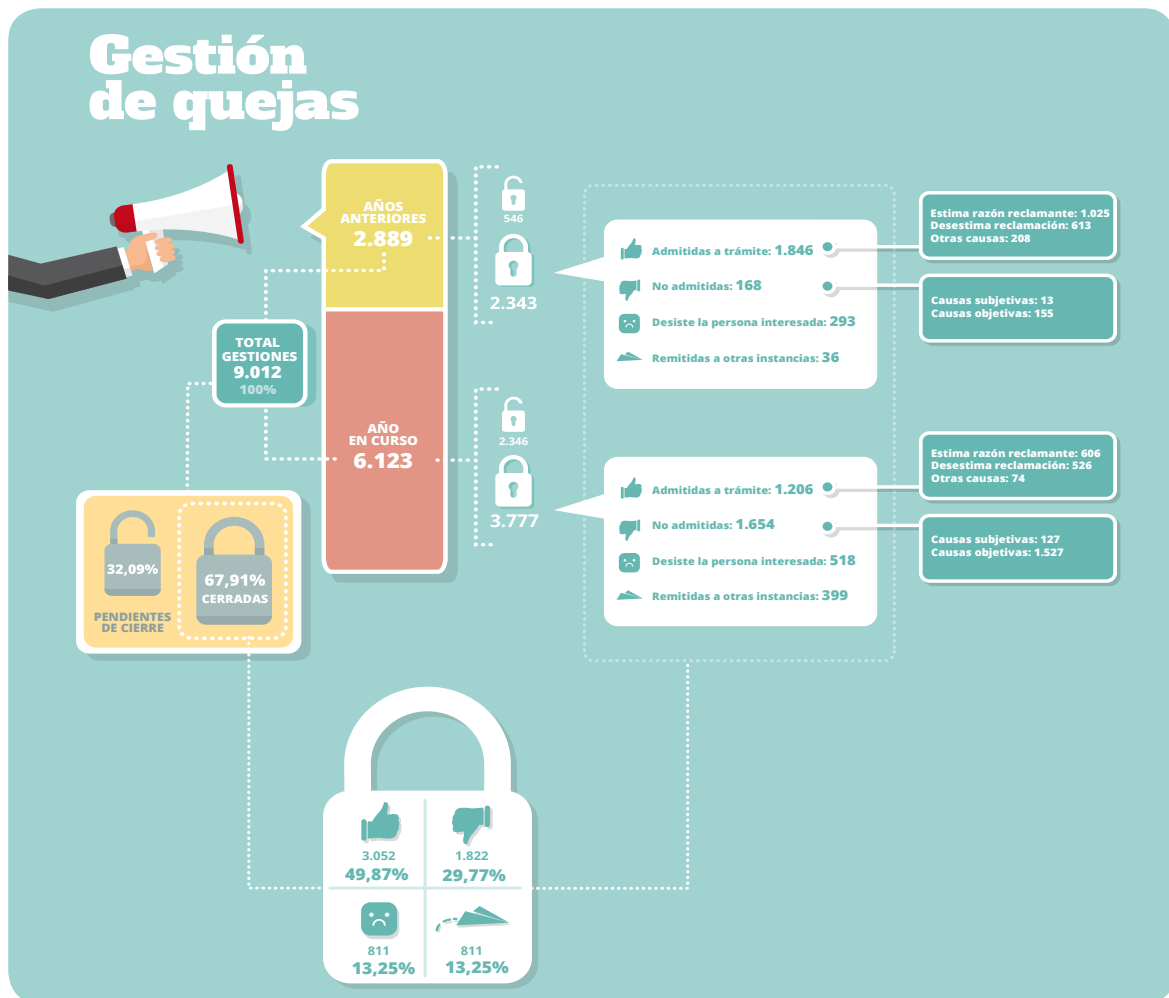 Gestión
de quejas
AÑOS
ANTERIORES
2.889
546
2.343
Admitidas a trámite: 1.846
No admitidas: 168
Desiste la persona interesada: 293
Remitidas a otras instancias: 36
Estima razón reclamante: 1.025
Desestima reclamación: 613
Otras causas: 208
Causas subjetivas: 13
Causas objetivas: 155
TOTAL
GESTIONES
9.012
100%
AÑO
EN CURSO
6.123
2.346
3.777
Admitidas a trámite: 1.206
No admitidas: 1.654
Desiste la persona interesada: 518
Remitidas a otras instancias: 399
Estima razón reclamante: 606
Desestima reclamación: 526
Otras causas: 74
Causas subjetivas: 127
Causas objetivas: 1.527
32,09%
PENDIENTES
DE CIERRE
67,91%
CERRADAS
3.052
49,87%
1.822
29,77%
811
13,25%
811
13,25%